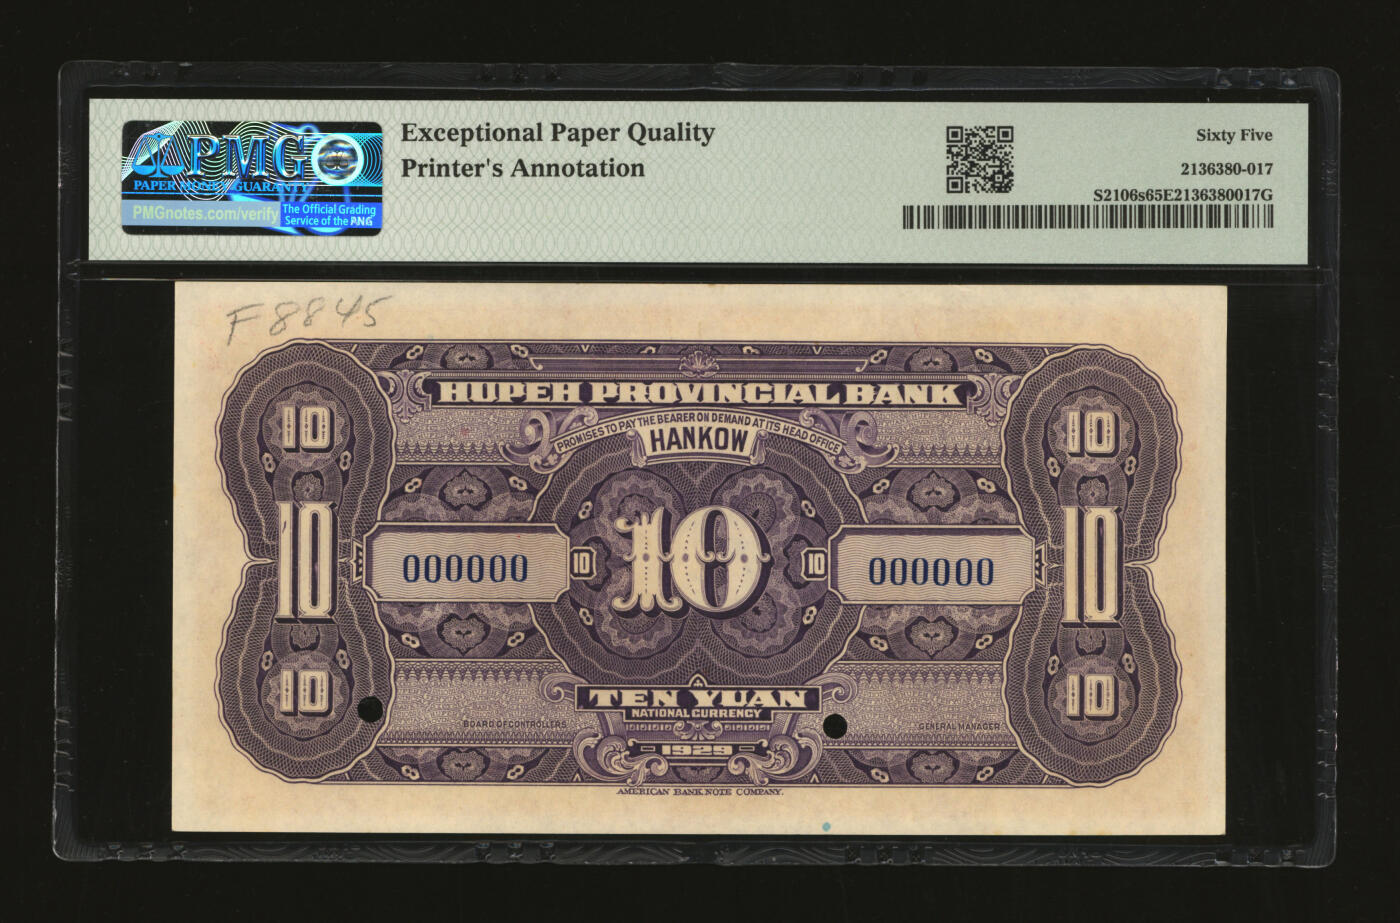 PMG
PAPER MONEY GUARANTY
PMGnotes.com/verify
The Official Grading
Service of the PNG
Exceptional Paper Quality
Printer's Annotation
Sixty Five
2136380-017
S2106s65E2136380017G
F8845
HUPEH PROVINCIAL BANK
PROMISES TO PAY THE BEARER ON DEMAND AT ITS HEAD OFFICE
HANKOW
10 10
10 10 10
000000 10 10 000000
10 10
TEN YUAN
NATIONAL CURRENCY
BOARD OF CONTROLLERS GENERAL MANAGER
1929
AMERICAN BANK NOTE COMPANY.